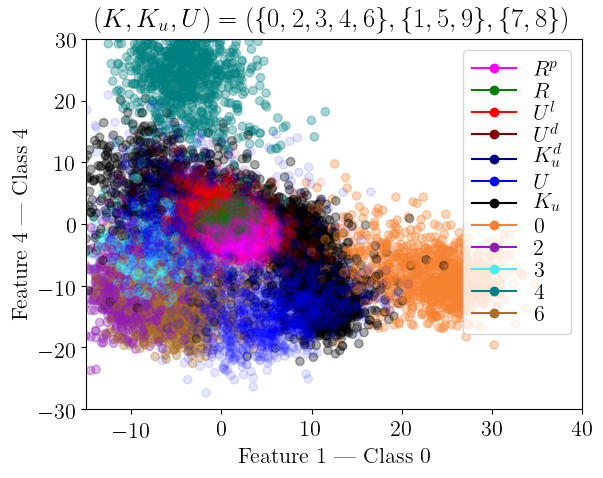 (K, K_u, U) = ({0, 2, 3, 4, 6}, {1, 5, 9}, {7, 8})
30
20
10
0
−10
−20
−30
Feature 4 — Class 4
R^p
R
U^l
U^d
K_u^d
U
K_u
0
2
3
4
6
−10
0
10
20
30
40
Feature 1 — Class 0